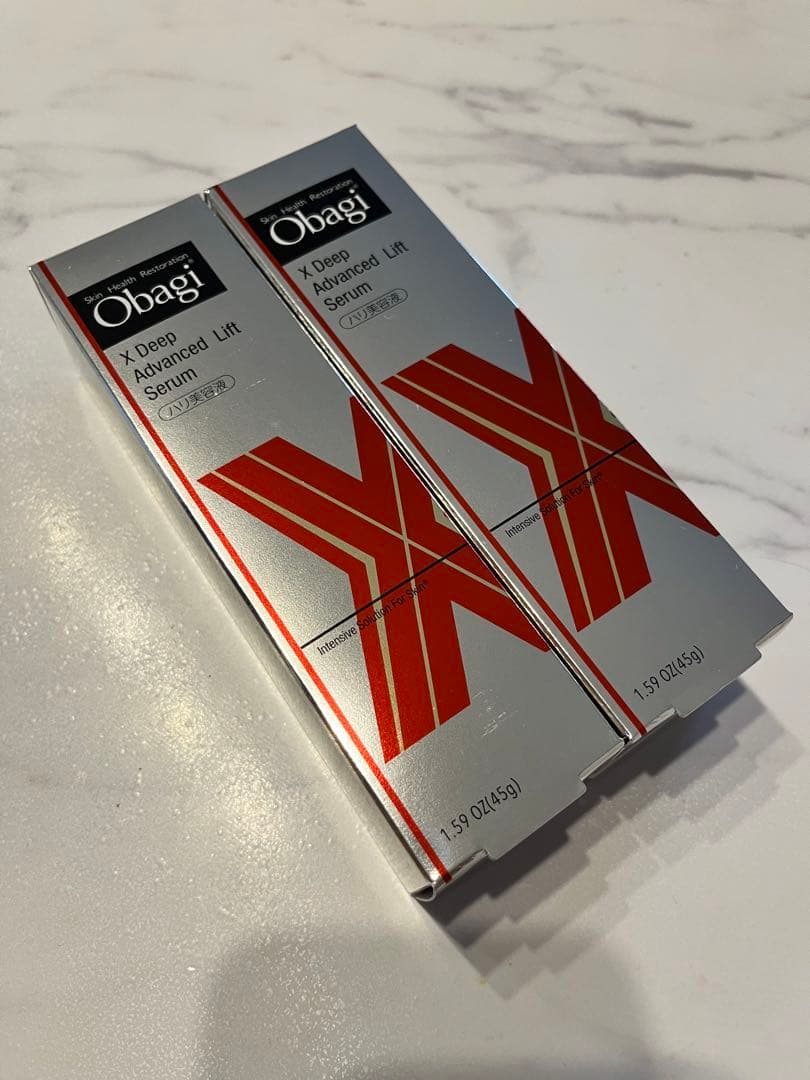 Skin Health Restoration
Obagi®
X Deep
Advanced Lift
Serum
ハリ美容液
Intensive Solution For Skin®
1.59 OZ(45g)
Skin Health Restoration
Obagi®
X Deep
Advanced Lift
Serum
ハリ美容液
Intensive Solution For Skin®
1.59 OZ(45g)